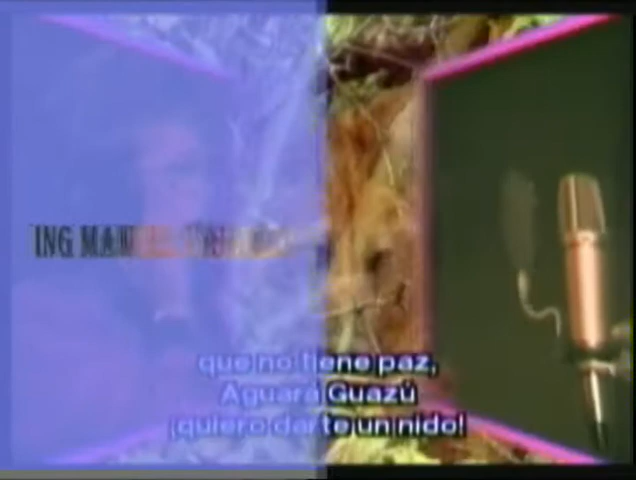 que no tiene paz,
Aguará Guazú
¡quiero darte un nido!